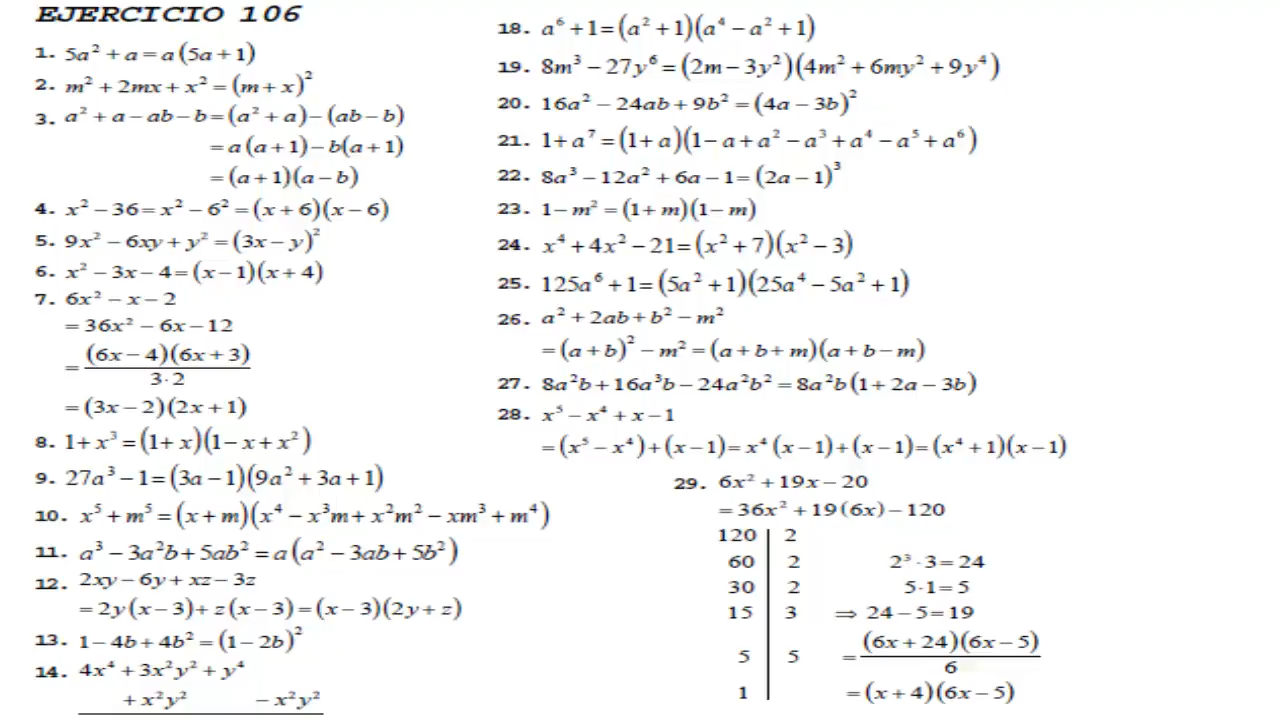 EJERCICIO 106
1. 5a² + a = a(5a + 1)
2. m² + 2mx + x² = (m + x)²
3. a² + a – ab – b = (a² + a) – (ab – b)
= a(a + 1) – b(a + 1)
= (a + 1)(a – b)
4. x² – 36 = x² – 6² = (x + 6)(x – 6)
5. 9x² – 6xy + y² = (3x – y)²
6. x² – 3x – 4 = (x – 1)(x + 4)
7. 6x² – x – 2
= 36x² – 6x – 12
= (6x – 4)(6x + 3)
3·2
= (3x – 2)(2x + 1)
8. 1 + x³ = (1 + x)(1 – x + x²)
9. 27a³ – 1 = (3a – 1)(9a² + 3a + 1)
10. x⁵ + m⁵ = (x + m)(x⁴ – x³m + x²m² – xm³ + m⁴)
11. a³ – 3a²b + 5ab² = a(a² – 3ab + 5b²)
12. 2xy – 6y + xz – 3z
= 2y(x – 3) + z(x – 3) = (x – 3)(2y + z)
13. 1 – 4b + 4b² = (1 – 2b)²
14. 4x⁴ + 3x²y² + y⁴
+ x²y² – x²y²
18. a⁶ + 1 = (a² + 1)(a⁴ – a² + 1)
19. 8m³ – 27y⁶ = (2m – 3y²)(4m² + 6my² + 9y⁴)
20. 16a² – 24ab + 9b² = (4a – 3b)²
21. 1 + a⁷ = (1 + a)(1 – a + a² – a³ + a⁴ – a⁵ + a⁶)
22. 8a³ – 12a² + 6a – 1 = (2a – 1)³
23. 1 – m² = (1 + m)(1 – m)
24. x⁴ + 4x² – 21 = (x² + 7)(x² – 3)
25. 125a⁶ + 1 = (5a² + 1)(25a⁴ – 5a² + 1)
26. a² + 2ab + b² – m²
= (a + b)² – m² = (a + b + m)(a + b – m)
27. 8a²b + 16a³b – 24a²b² = 8a²b(1 + 2a – 3b)
28. x⁵ – x⁴ + x – 1
= (x⁵ – x⁴) + (x – 1) = x⁴(x – 1) + (x – 1) = (x⁴ + 1)(x – 1)
29. 6x² + 19x – 20
= 36x² + 19(6x) – 120
120 | 2
60 | 2 2³·3 = 24
30 | 2 5·1 = 5
15 | 3 ⇒ 24 – 5 = 19
5 | 5 = (6x + 24)(6x – 5)
6
1 | = (x + 4)(6x – 5)